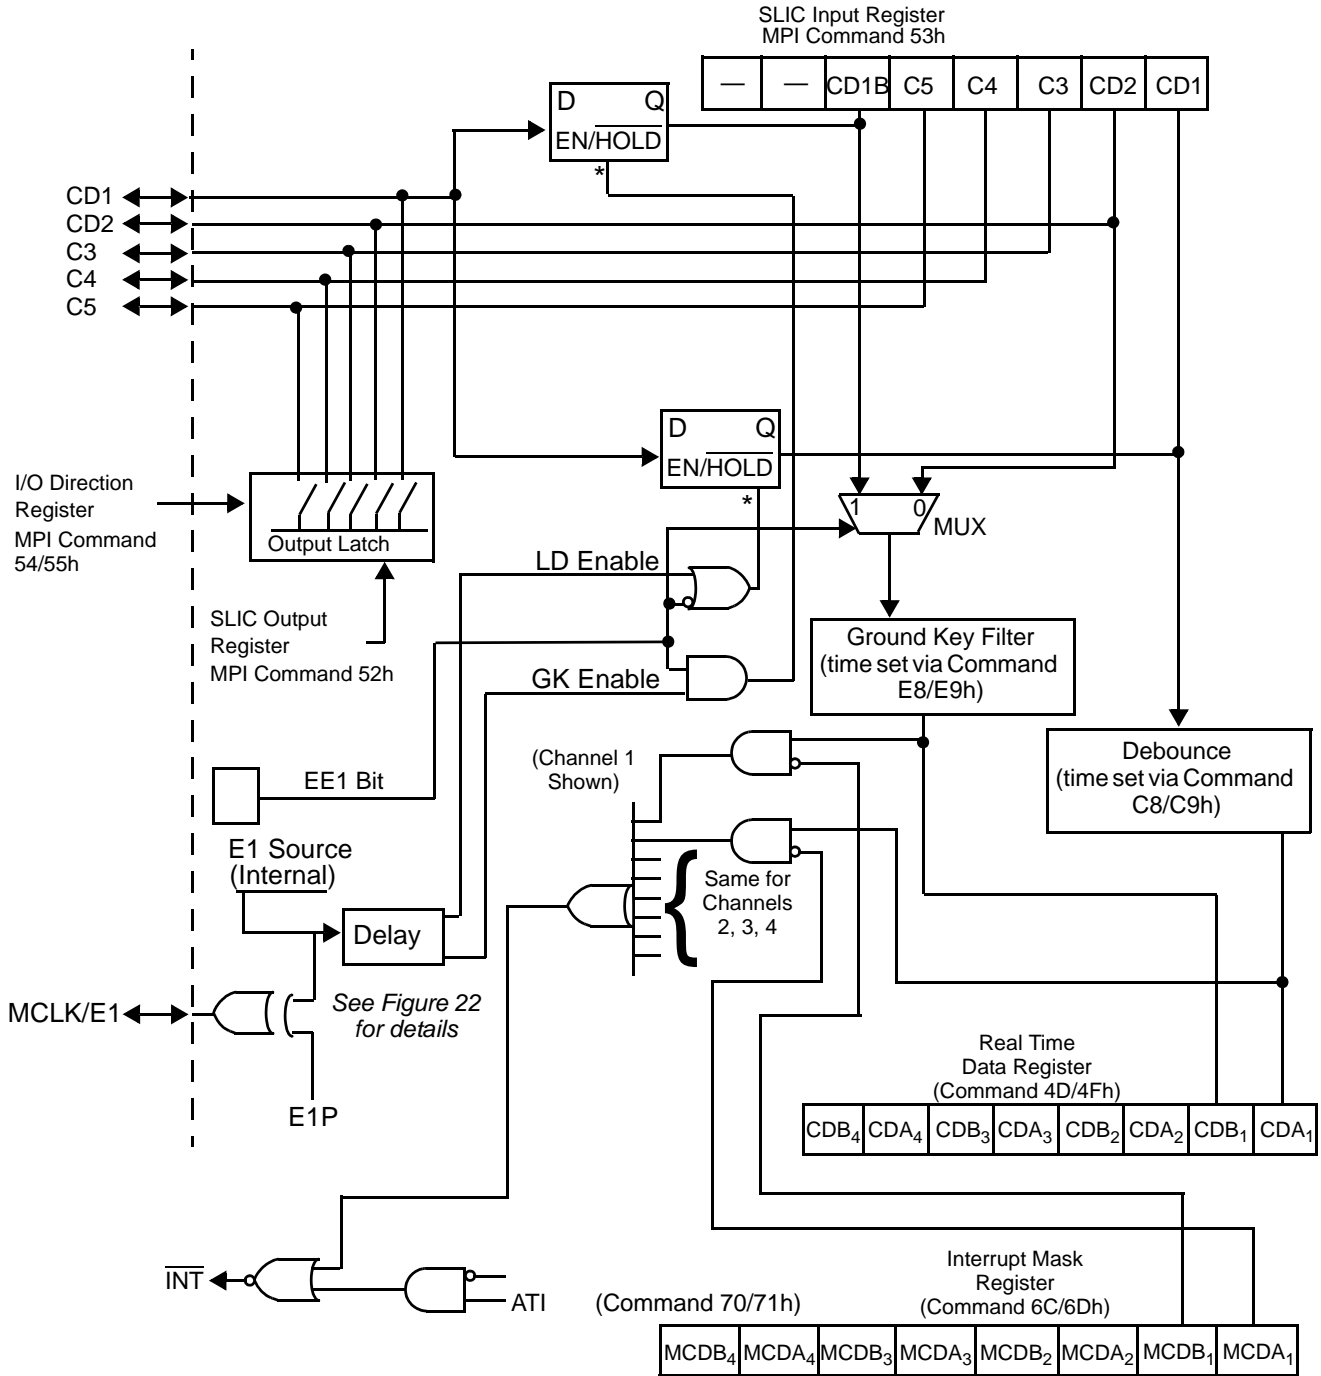 SLIC Input Register
MPI Command 53h
— — CD1B C5 C4 C3 CD2 CD1
D Q
EN/HOLD
*
CD1
CD2
C3
C4
C5
D Q
EN/HOLD
*
I/O Direction
Register
MPI Command
54/55h
Output Latch
1 0
MUX
LD Enable
SLIC Output
Register
MPI Command 52h
GK Enable
Ground Key Filter
(time set via Command
E8/E9h)
(Channel 1
Shown)
Debounce
(time set via Command
C8/C9h)
EE1 Bit
E1 Source
(Internal)
Same for
Channels
2, 3, 4
Delay
See Figure 22
for details
MCLK/E1
E1P
Real Time
Data Register
(Command 4D/4Fh)
CDB4 CDA4 CDB3 CDA3 CDB2 CDA2 CDB1 CDA1
INT
ATI
(Command 70/71h)
Interrupt Mask
Register
(Command 6C/6Dh)
MCDB4 MCDA4 MCDB3 MCDA3 MCDB2 MCDA2 MCDB1 MCDA1